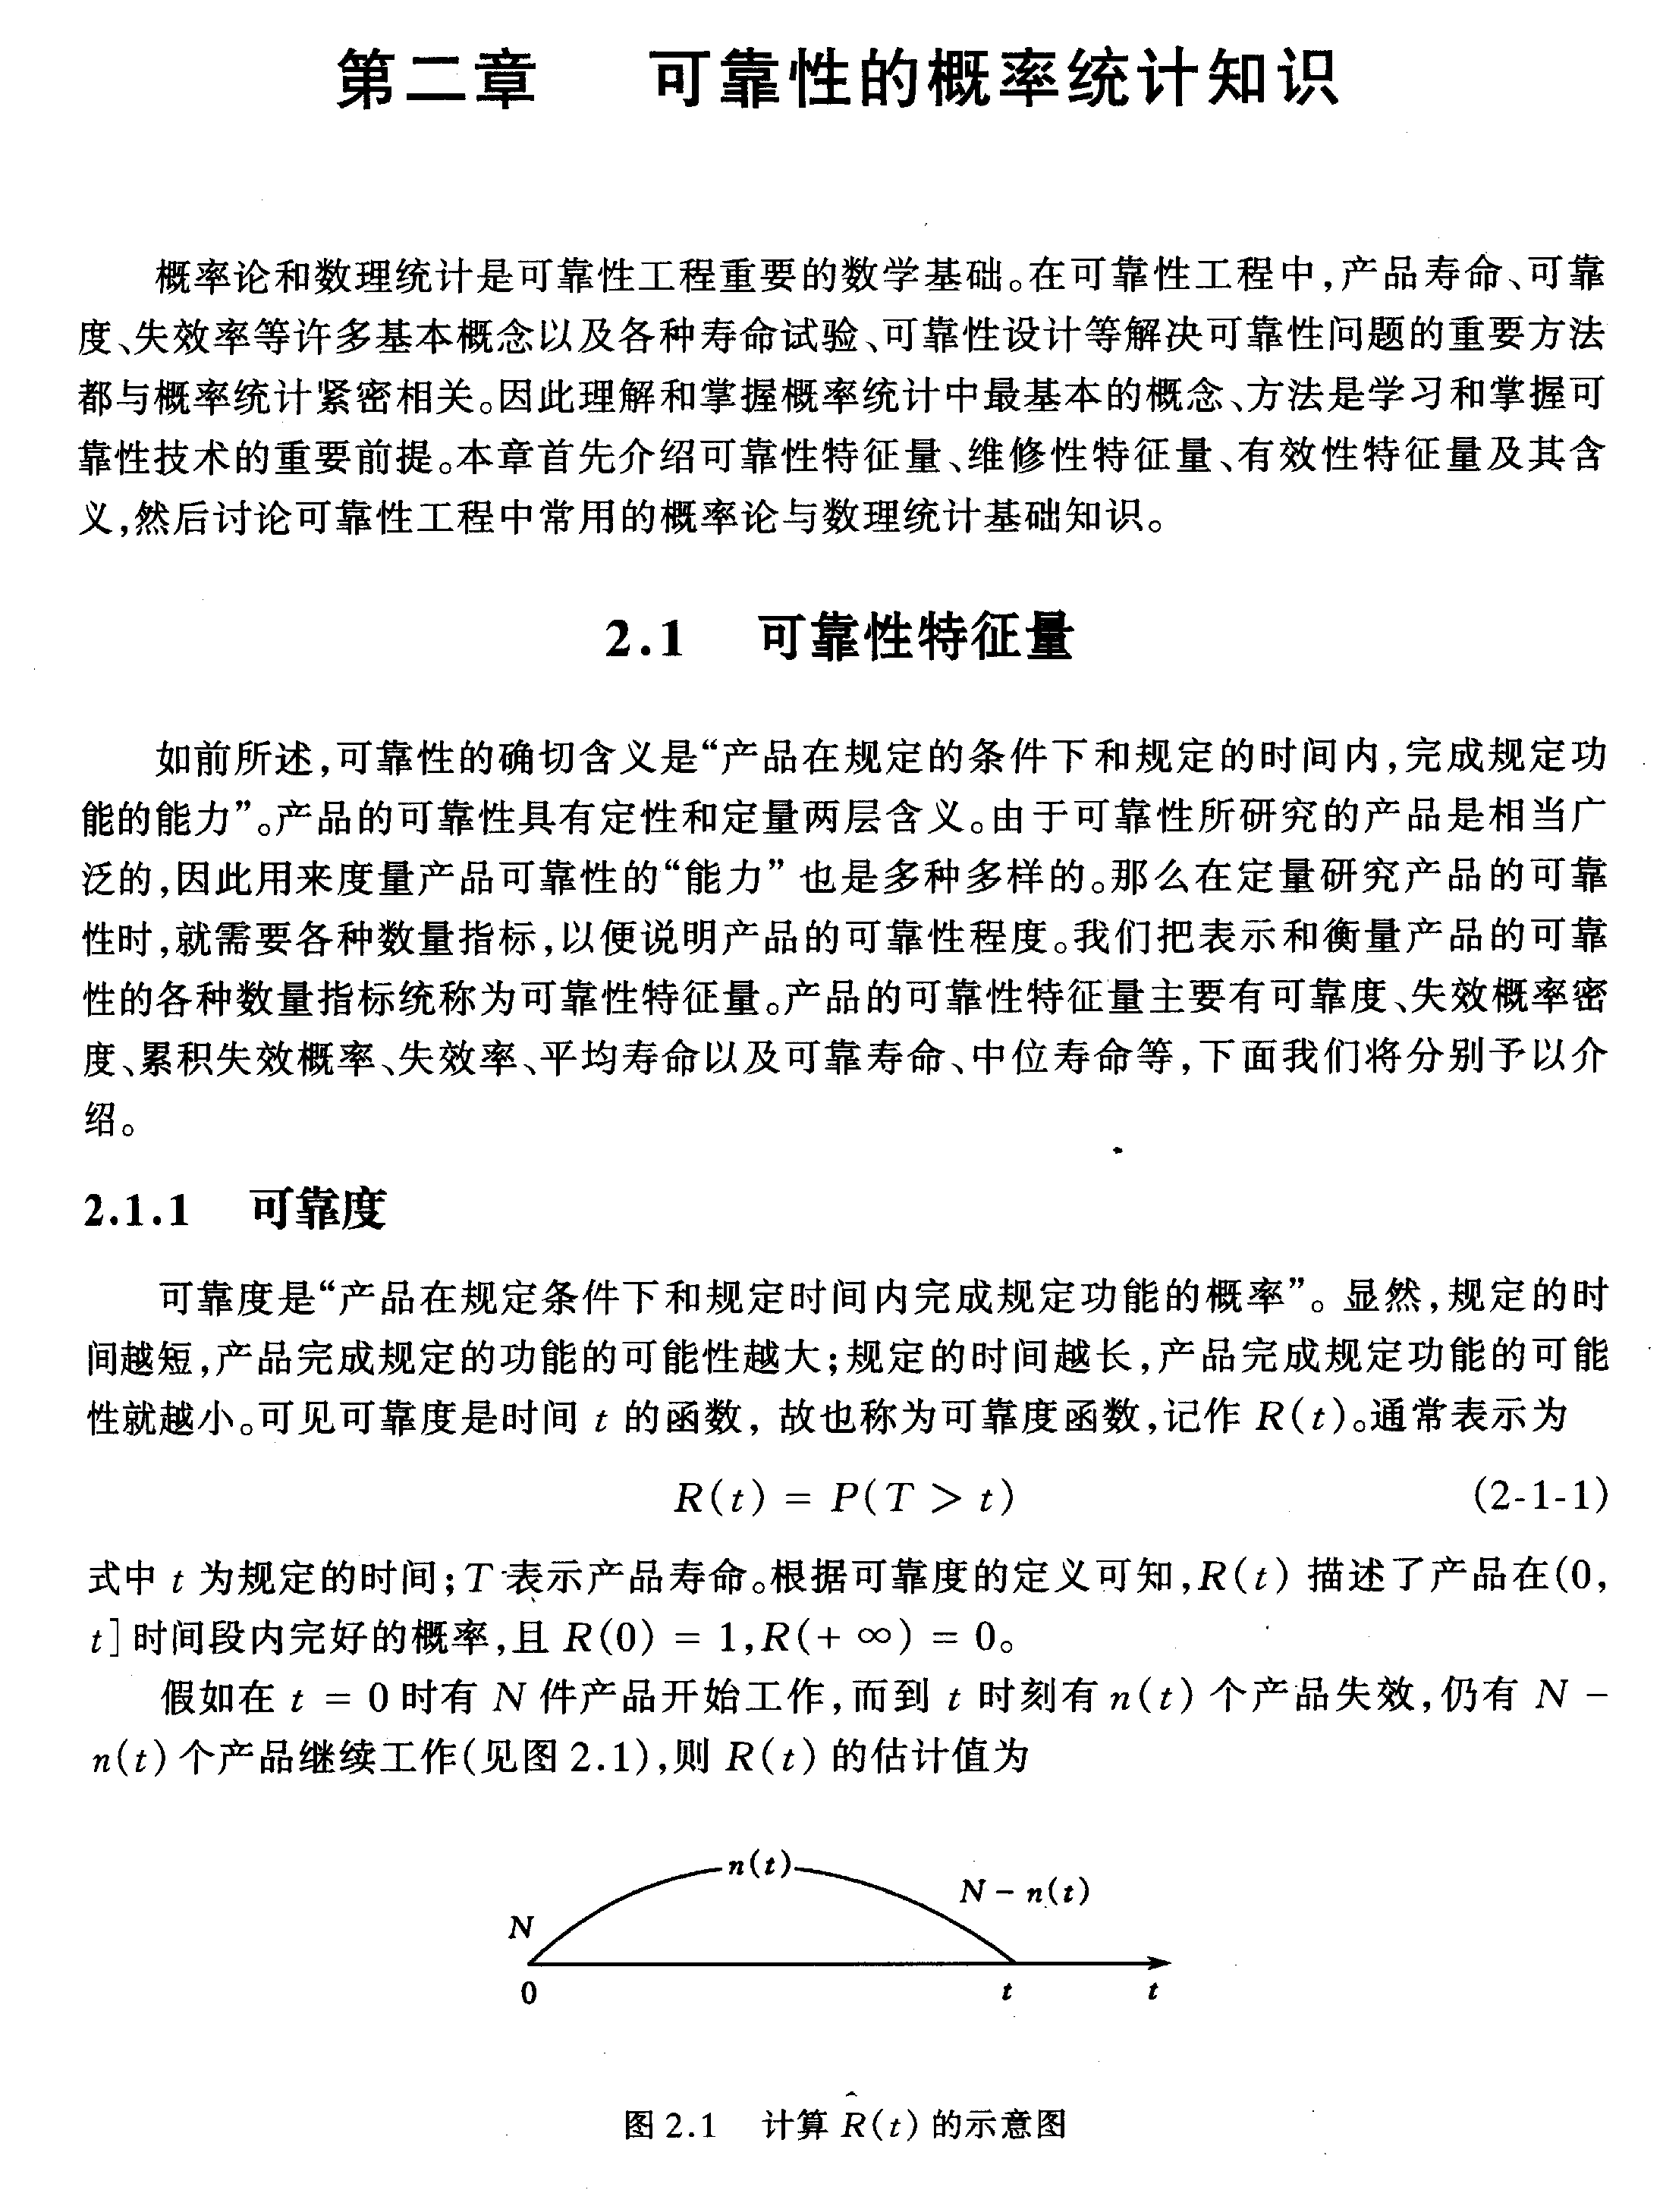 第二章 可靠性的概率统计知识
概率论和数理统计是可靠性工程重要的数学基础。在可靠性工程中,产品寿命、可靠
度、失效率等许多基本概念以及各种寿命试验、可靠性设计等解决可靠性问题的重要方法
都与概率统计紧密相关。因此理解和掌握概率统计中最基本的概念、方法是学习和掌握可
靠性技术的重要前提。本章首先介绍可靠性特征量、维修性特征量、有效性特征量及其含
义,然后讨论可靠性工程中常用的概率论与数理统计基础知识。
2.1 可靠性特征量
如前所述,可靠性的确切含义是“产品在规定的条件下和规定的时间内,完成规定功
能的能力”。产品的可靠性具有定性和定量两层含义。由于可靠性所研究的产品是相当广
泛的,因此用来度量产品可靠性的“能力”也是多种多样的。那么在定量研究产品的可靠
性时,就需要各种数量指标,以便说明产品的可靠性程度。我们把表示和衡量产品的可靠
性的各种数量指标统称为可靠性特征量。产品的可靠性特征量主要有可靠度、失效概率密
度、累积失效概率、失效率、平均寿命以及可靠寿命、中位寿命等,下面我们将分别予以介
绍。
2.1.1 可靠度
可靠度是“产品在规定条件下和规定时间内完成规定功能的概率”。显然,规定的时
间越短,产品完成规定的功能的可能性越大;规定的时间越长,产品完成规定功能的可能
性就越小。可见可靠度是时间 t 的函数,故也称为可靠度函数,记作 R(t)。通常表示为
R(t) = P(T > t) (2-1-1)
式中 t 为规定的时间;T 表示产品寿命。根据可靠度的定义可知,R(t) 描述了产品在(0,
t]时间段内完好的概率,且 R(0) = 1,R(+ ∞) = 0。
假如在 t = 0 时有 N 件产品开始工作,而到 t 时刻有 n(t) 个产品失效,仍有 N −
n(t) 个产品继续工作(见图 2.1),则 R(t) 的估计值为
n(t)
N − n(t)
N
0 t t
图 2.1 计算 R̂(t) 的示意图